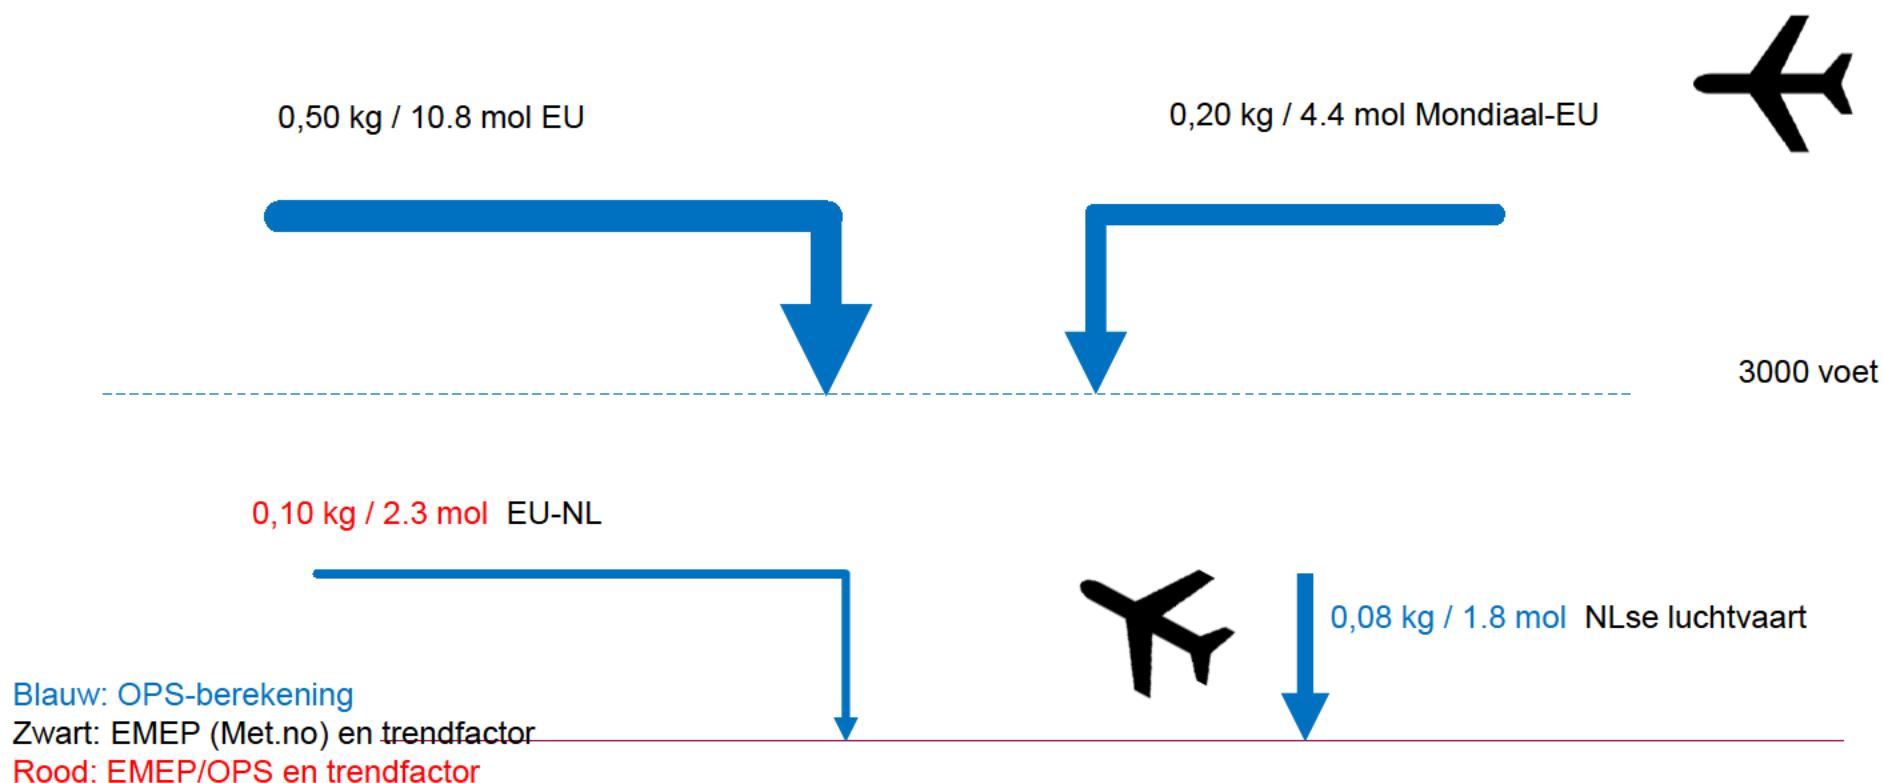 0,50 kg / 10.8 mol EU
0,20 kg / 4.4 mol Mondiaal-EU
3000 voet
0,10 kg / 2.3 mol EU-NL
0,08 kg / 1.8 mol NLse luchtvaart
Blauw: OPS-berekening
Zwart: EMEP (Met.no) en trendfactor
Rood: EMEP/OPS en trendfactor